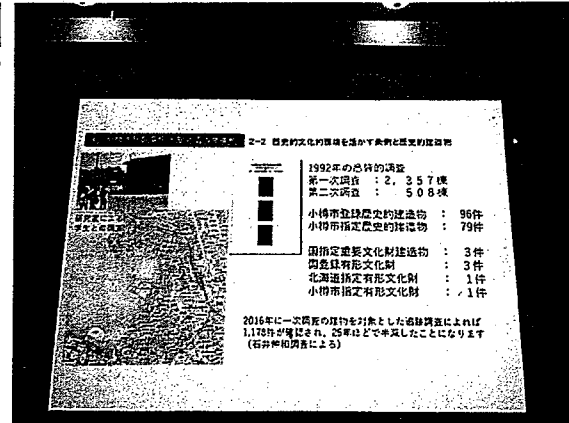 2-2 歴史的文化的環境を活かす条例と歴史的建造物
1992年の悉皆的調査
第一次調査 :2,357棟
第二次調査 : 508棟
小樽市登録歴史的建造物 : 96件
小樽市指定歴史的建造物 : 79件
国指定重要文化財建造物 : 3件
国登録有形文化財 : 3件
北海道指定有形文化財 : 1件
小樽市指定有形文化財 : 1件
2016年に一次調査の建物を対象とした追跡調査によれば
1,178件が確認され、25年ほどで半減したことになります
(石井伸和調査による)